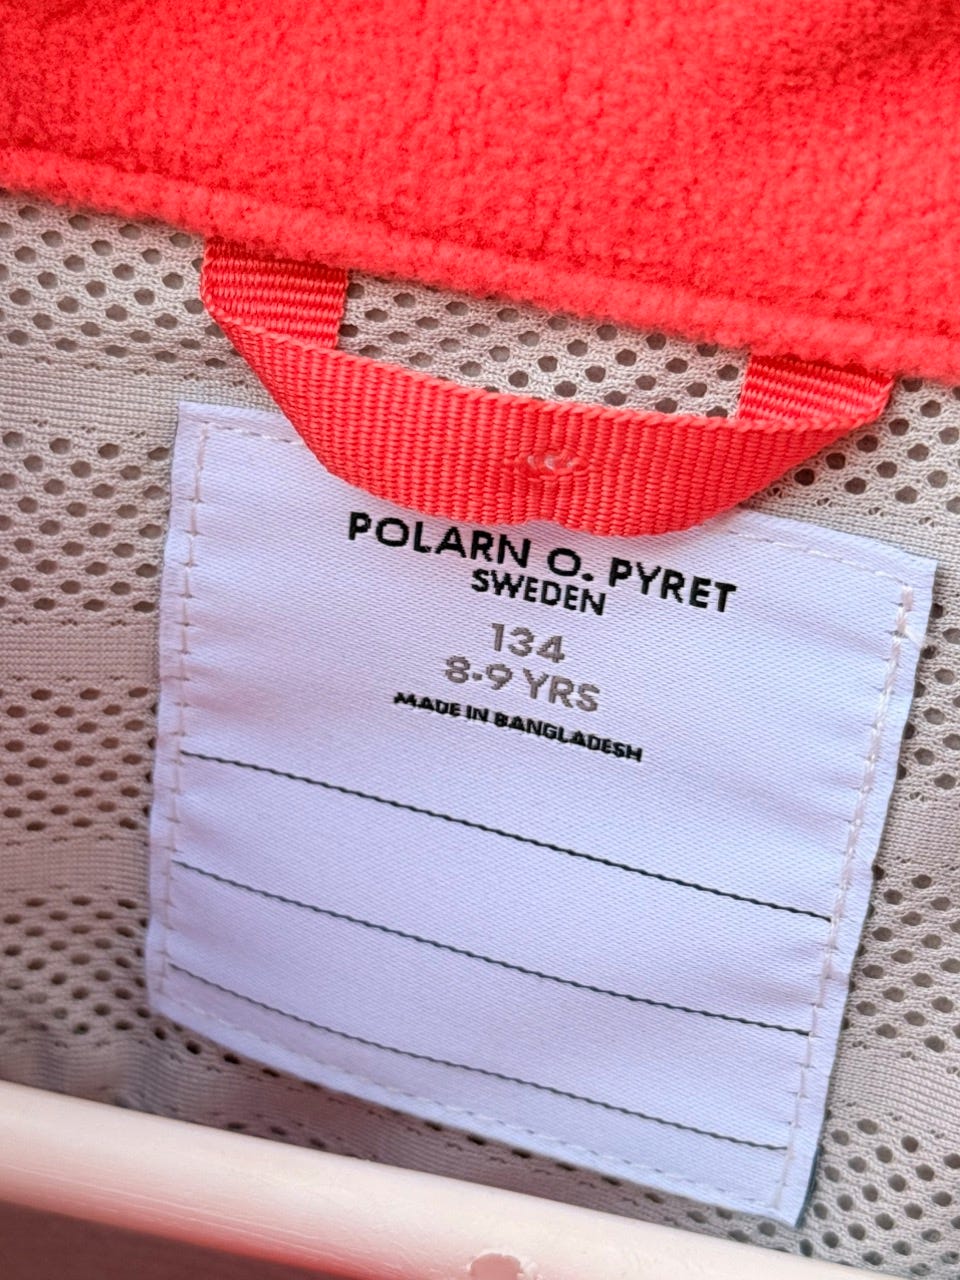 POLARN O. PYRET
SWEDEN
134
8-9 YRS
MADE IN BANGLADESH